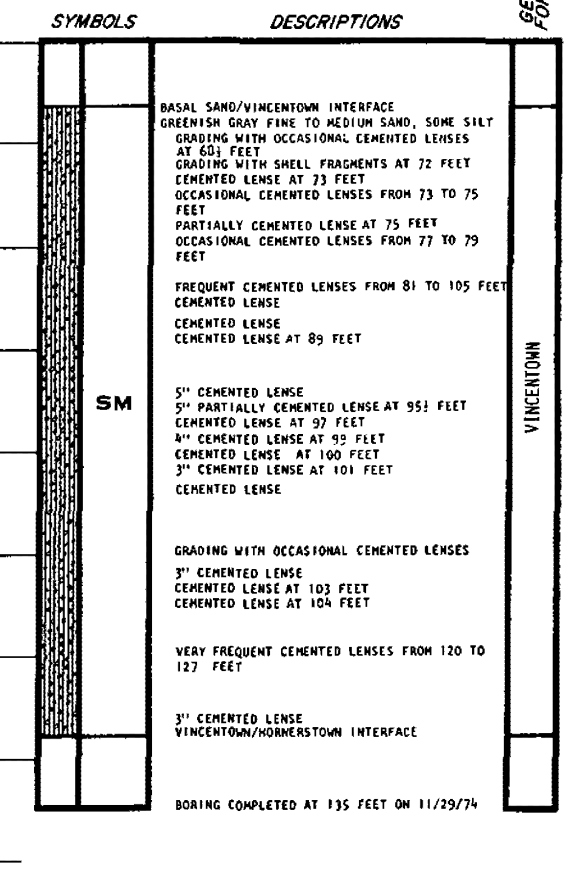 SYMBOLS DESCRIPTIONS
BASAL SAND/VINCENTOWN INTERFACE
GREENISH GRAY FINE TO MEDIUM SAND, SOME SILT
GRADING WITH OCCASIONAL CEMENTED LENSES
AT 60½ FEET
GRADING WITH SHELL FRAGMENTS AT 72 FEET
CEMENTED LENSE AT 73 FEET
OCCASIONAL CEMENTED LENSES FROM 73 TO 75
FEET
PARTIALLY CEMENTED LENSE AT 75 FEET
OCCASIONAL CEMENTED LENSES FROM 77 TO 79
FEET
FREQUENT CEMENTED LENSES FROM 81 TO 105 FEET
CEMENTED LENSE
CEMENTED LENSE
CEMENTED LENSE AT 89 FEET
5" CEMENTED LENSE
SM
5" PARTIALLY CEMENTED LENSE AT 95½ FEET
CEMENTED LENSE AT 97 FEET
4" CEMENTED LENSE AT 99 FEET
CEMENTED LENSE AT 100 FEET
3" CEMENTED LENSE AT 101 FEET
CEMENTED LENSE
GRADING WITH OCCASIONAL CEMENTED LENSES
3" CEMENTED LENSE
CEMENTED LENSE AT 103 FEET
CEMENTED LENSE AT 104 FEET
VERY FREQUENT CEMENTED LENSES FROM 120 TO
127 FEET
3" CEMENTED LENSE
VINCENTOWN/HORNERSTOWN INTERFACE
BORING COMPLETED AT 135 FEET ON 11/29/74
VINCENTOWN